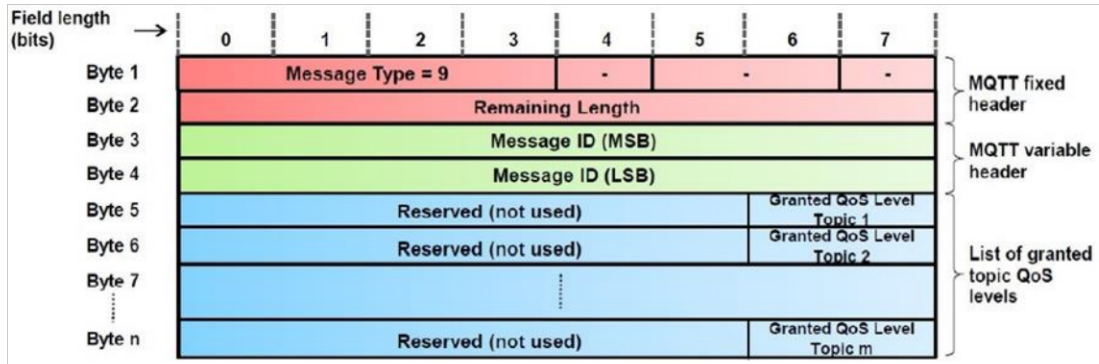 Field length
(bits)
0 1 2 3 4 5 6 7
Byte 1
Message Type = 9
-
-
-
MQTT fixed
header
Byte 2
Remaining Length
Byte 3
Message ID (MSB)
MQTT variable
header
Byte 4
Message ID (LSB)
Byte 5
Reserved (not used)
Granted QoS Level
Topic 1
Byte 6
Reserved (not used)
Granted QoS Level
Topic 2
List of granted
topic QoS
levels
Byte 7
Byte n
Reserved (not used)
Granted QoS Level
Topic m